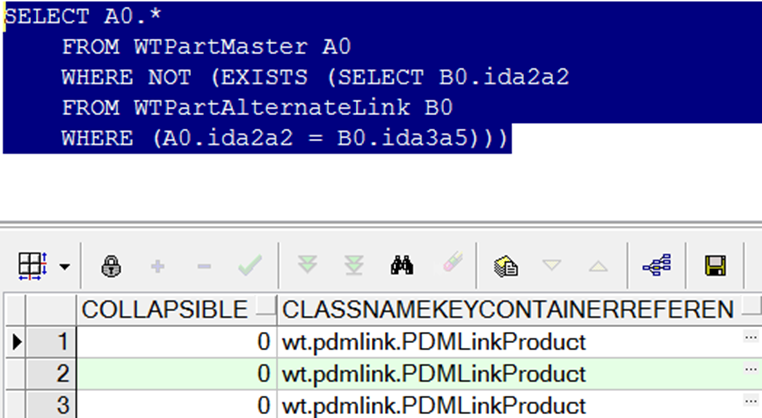 SELECT A0.*
FROM WTPartMaster A0
WHERE NOT (EXISTS (SELECT B0.ida2a2
FROM WTPartAlternateLink B0
WHERE (A0.ida2a2 = B0.ida3a5)))
COLLAPSIBLE CLASSNAMEKEYCONTAINERREFEREN
1 0 wt.pdmlink.PDMLinkProduct ...
2 0 wt.pdmlink.PDMLinkProduct ...
3 0 wt.pdmlink.PDMLinkProduct ...